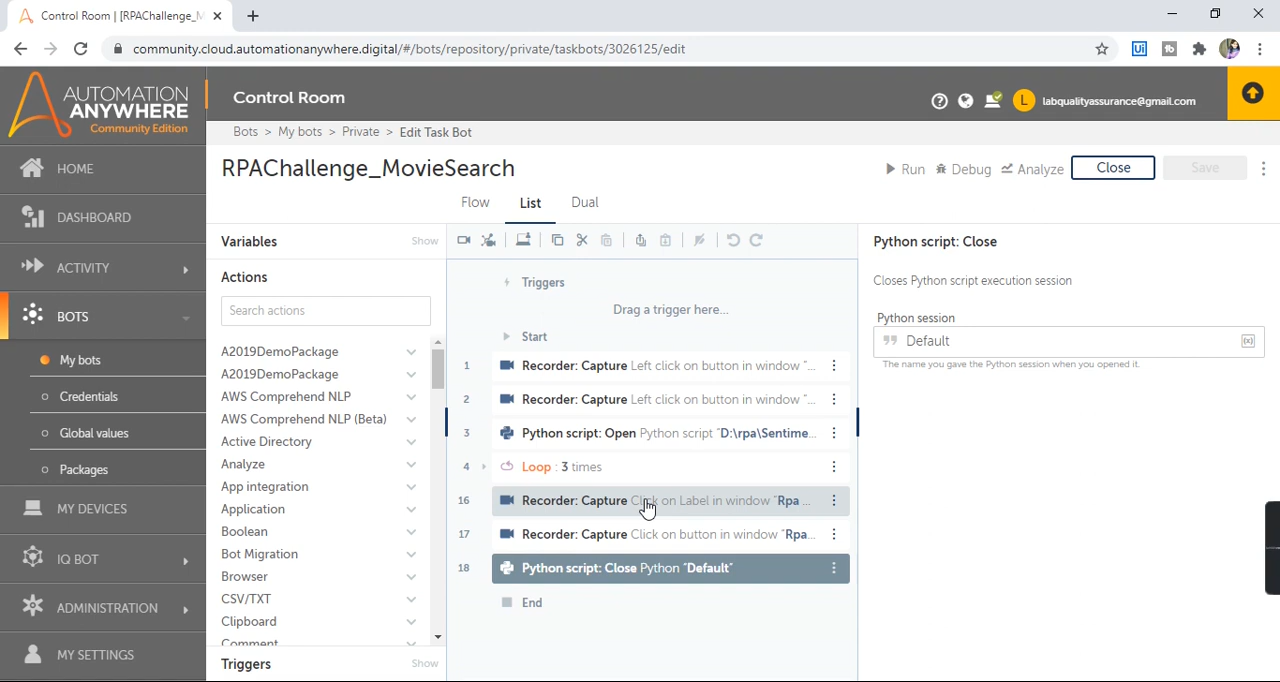 Control Room | [RPAChallenge_M
community.cloud.automationanywhere.digital/#/bots/repository/private/taskbots/3026125/edit
AUTOMATION
ANYWHERE
Community Edition
Control Room
L labqualityassurance@gmail.com
Bots > My bots > Private > Edit Task Bot
RPAChallenge_MovieSearch
Run Debug Analyze Close Save
Flow List Dual
HOME
DASHBOARD
ACTIVITY
BOTS
My bots
Credentials
Global values
Packages
MY DEVICES
IQ BOT
ADMINISTRATION
MY SETTINGS
Variables Show
Actions
Search actions
A2019DemoPackage
A2019DemoPackage
AWS Comprehend NLP
AWS Comprehend NLP (Beta)
Active Directory
Analyze
App integration
Application
Boolean
Bot Migration
Browser
CSV/TXT
Clipboard
Comment
Triggers Show
Triggers
Drag a trigger here...
Start
1 Recorder: Capture Left click on button in window "...
2 Recorder: Capture Left click on button in window "...
3 Python script: Open Python script "D:\rpa\Sentime...
4 Loop : 3 times
16 Recorder: Capture Click on Label in window "Rpa ...
17 Recorder: Capture Click on button in window "Rpa...
18 Python script: Close Python "Default"
End
Python script: Close
Closes Python script execution session
Python session
Default (x)
The name you gave the Python session when you opened it.